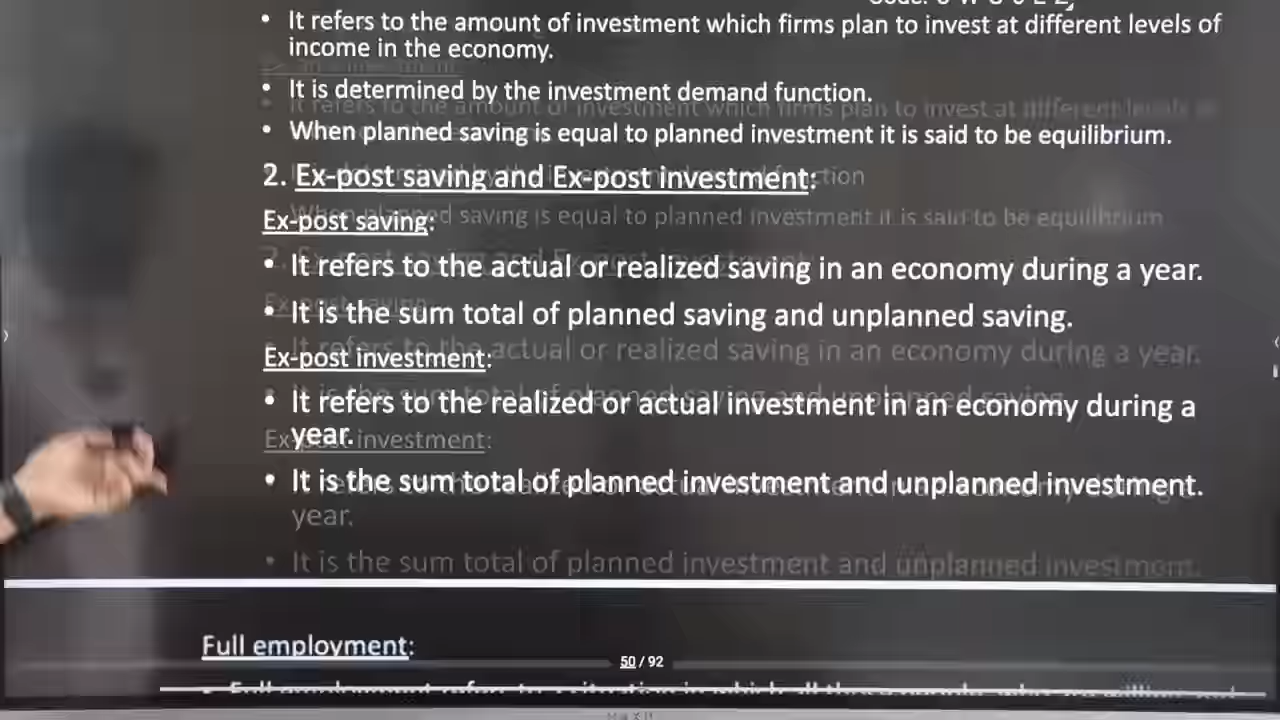 • It refers to the amount of investment which firms plan to invest at different levels of
income in the economy.
• It is determined by the investment demand function.
• When planned saving is equal to planned investment it is said to be equilibrium.
2. Ex-post saving and Ex-post investment:
Ex-post saving:
• It refers to the actual or realized saving in an economy during a year.
• It is the sum total of planned saving and unplanned saving.
Ex-post investment:
• It refers to the realized or actual investment in an economy during a
year.
• It is the sum total of planned investment and unplanned investment.
Full employment:
50 / 92